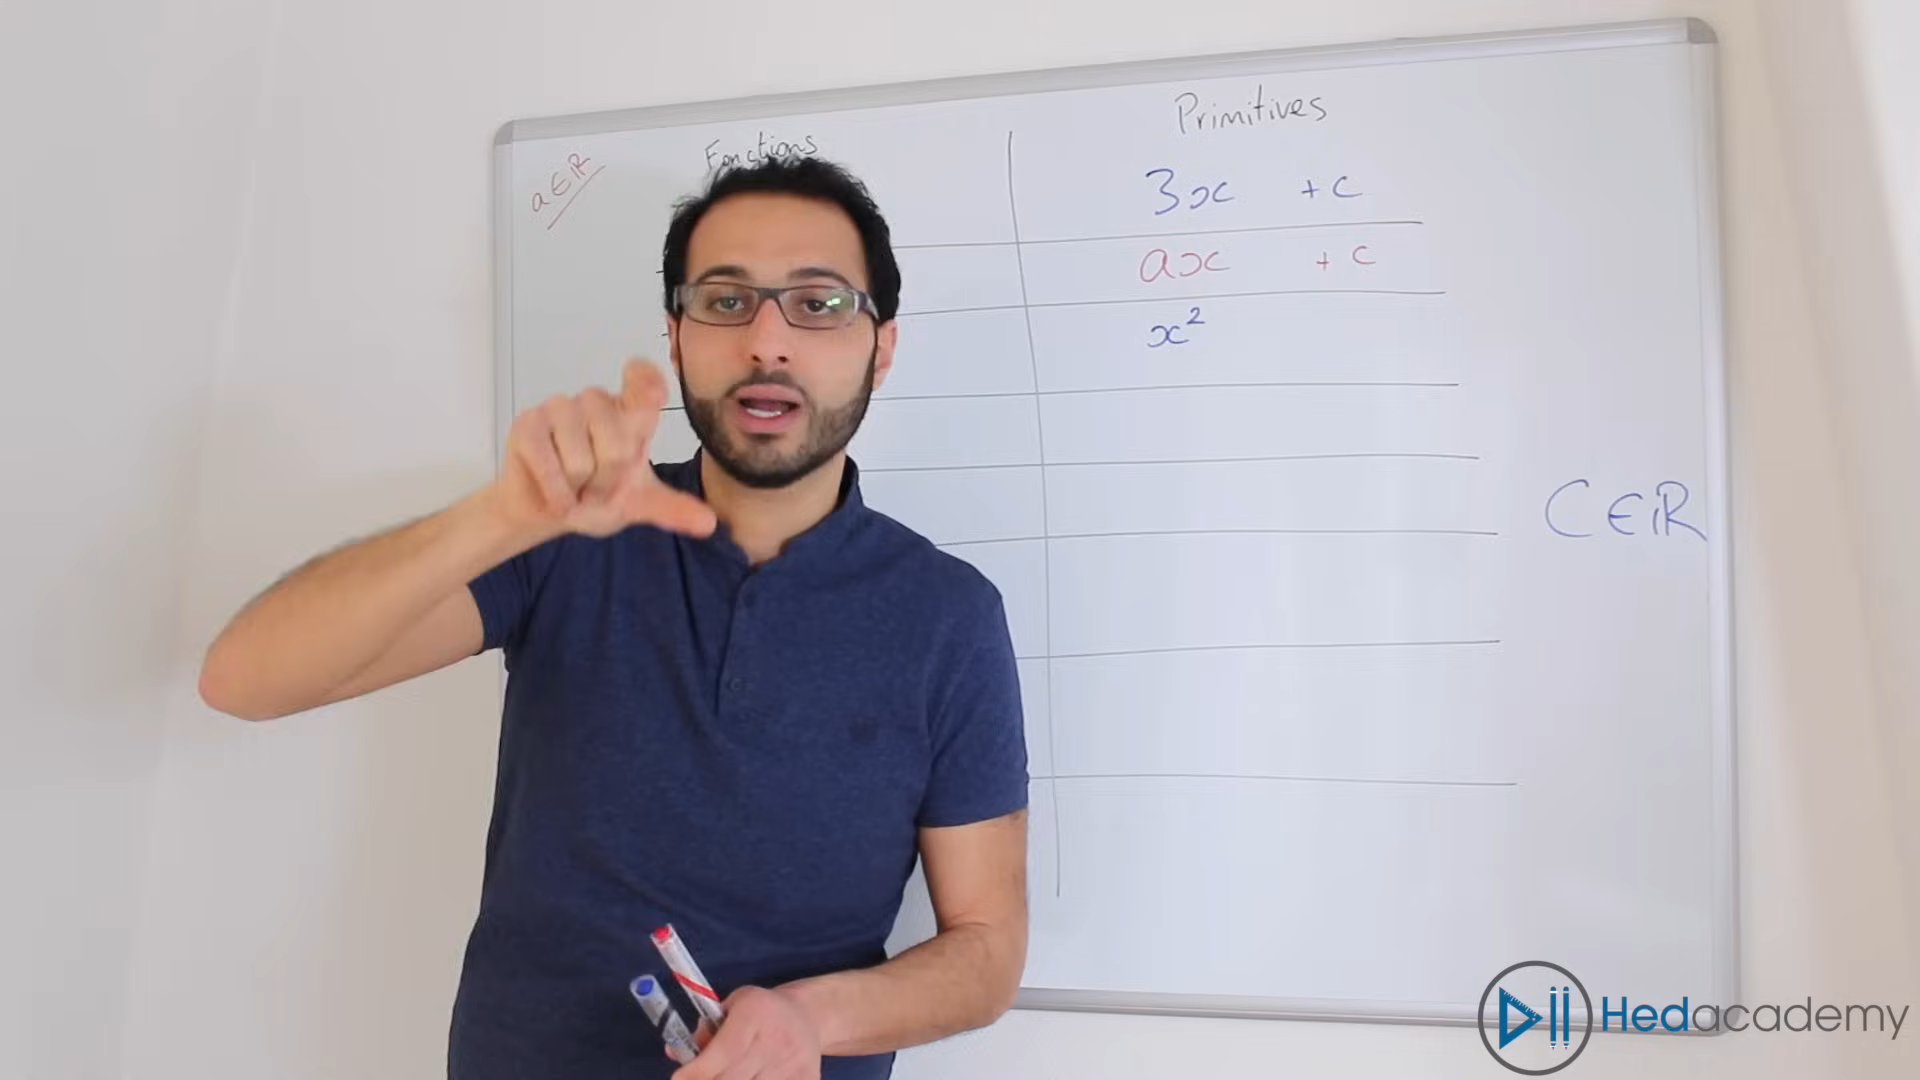 Fonctions
Primitives
a∈ℝ
3x + c
ax + c
x²
C∈ℝ
Hedacademy